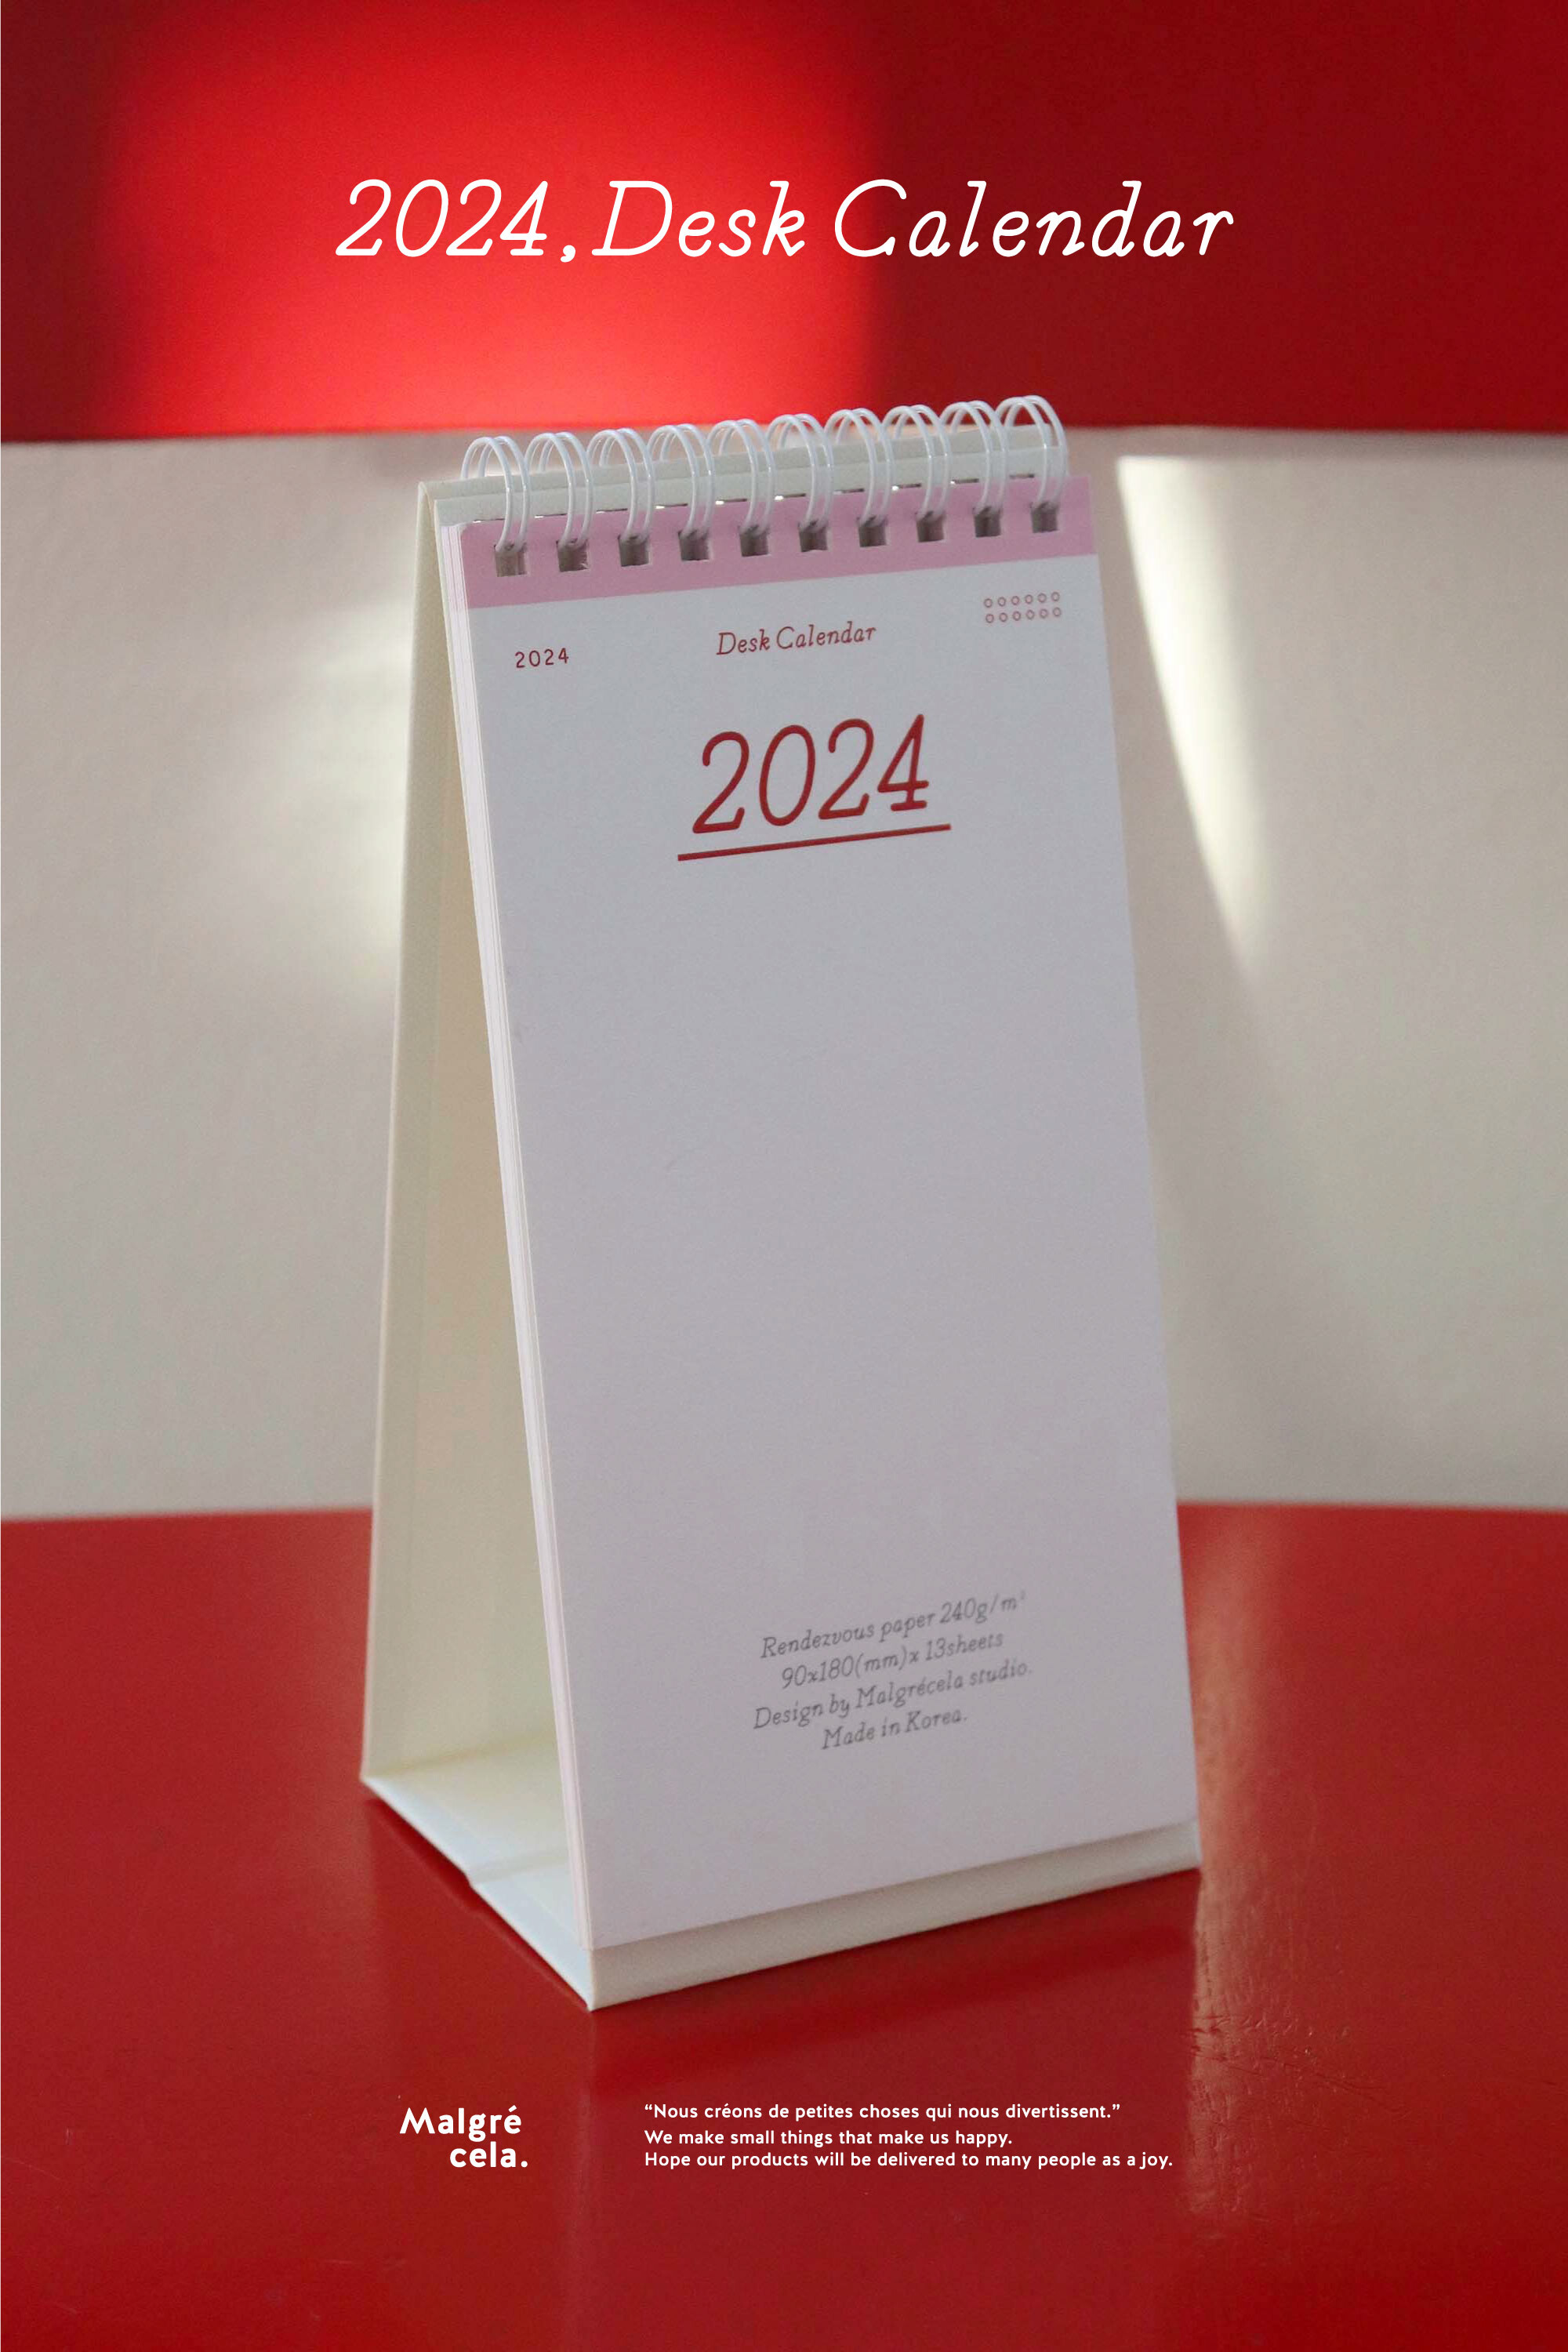 2024, Desk Calendar
2024
Desk Calendar
2024
Rendezvous paper 240g/m²
90x180(mm)x 13sheets
Design by Malgrécela studio.
Made in Korea.
Malgré
cela.
“Nous créons de petites choses qui nous divertissent.”
We make small things that make us happy.
Hope our products will be delivered to many people as a joy.